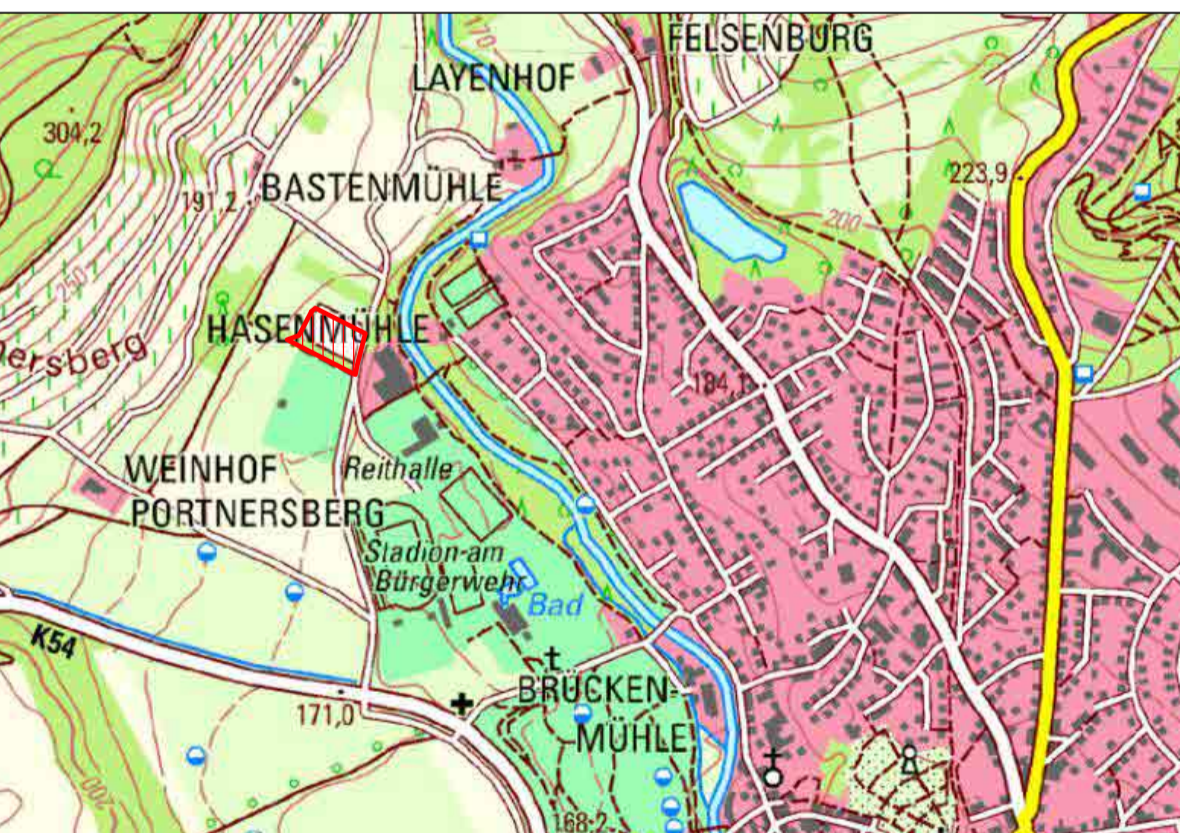 FELSENBURG
170
LAYENHOF
304,2
223,9
BASTENMÜHLE
191,2
200
250
HASENMÜHLE
nersberg
184,1
WEINHOF
PORTNERSBERG
Reithalle
Stadion am
Bürgerwehr
Bad
K54
BRÜCKEN-
MÜHLE
171,0
200
168,2